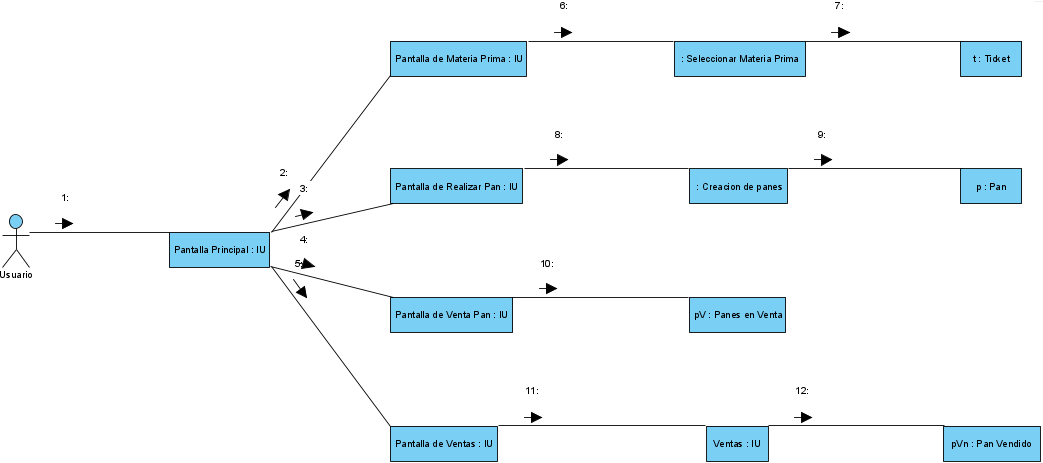 6:
7:
Pantalla de Materia Prima : IU
: Seleccionar Materia Prima
t : Ticket
8:
9:
2:
3:
Pantalla de Realizar Pan : IU
: Creacion de panes
p : Pan
1:
Usuario
Pantalla Principal : IU
4:
5:
10:
Pantalla de Venta Pan : IU
pV : Panes en Venta
11:
12:
Pantalla de Ventas : IU
Ventas : IU
pVn : Pan Vendido